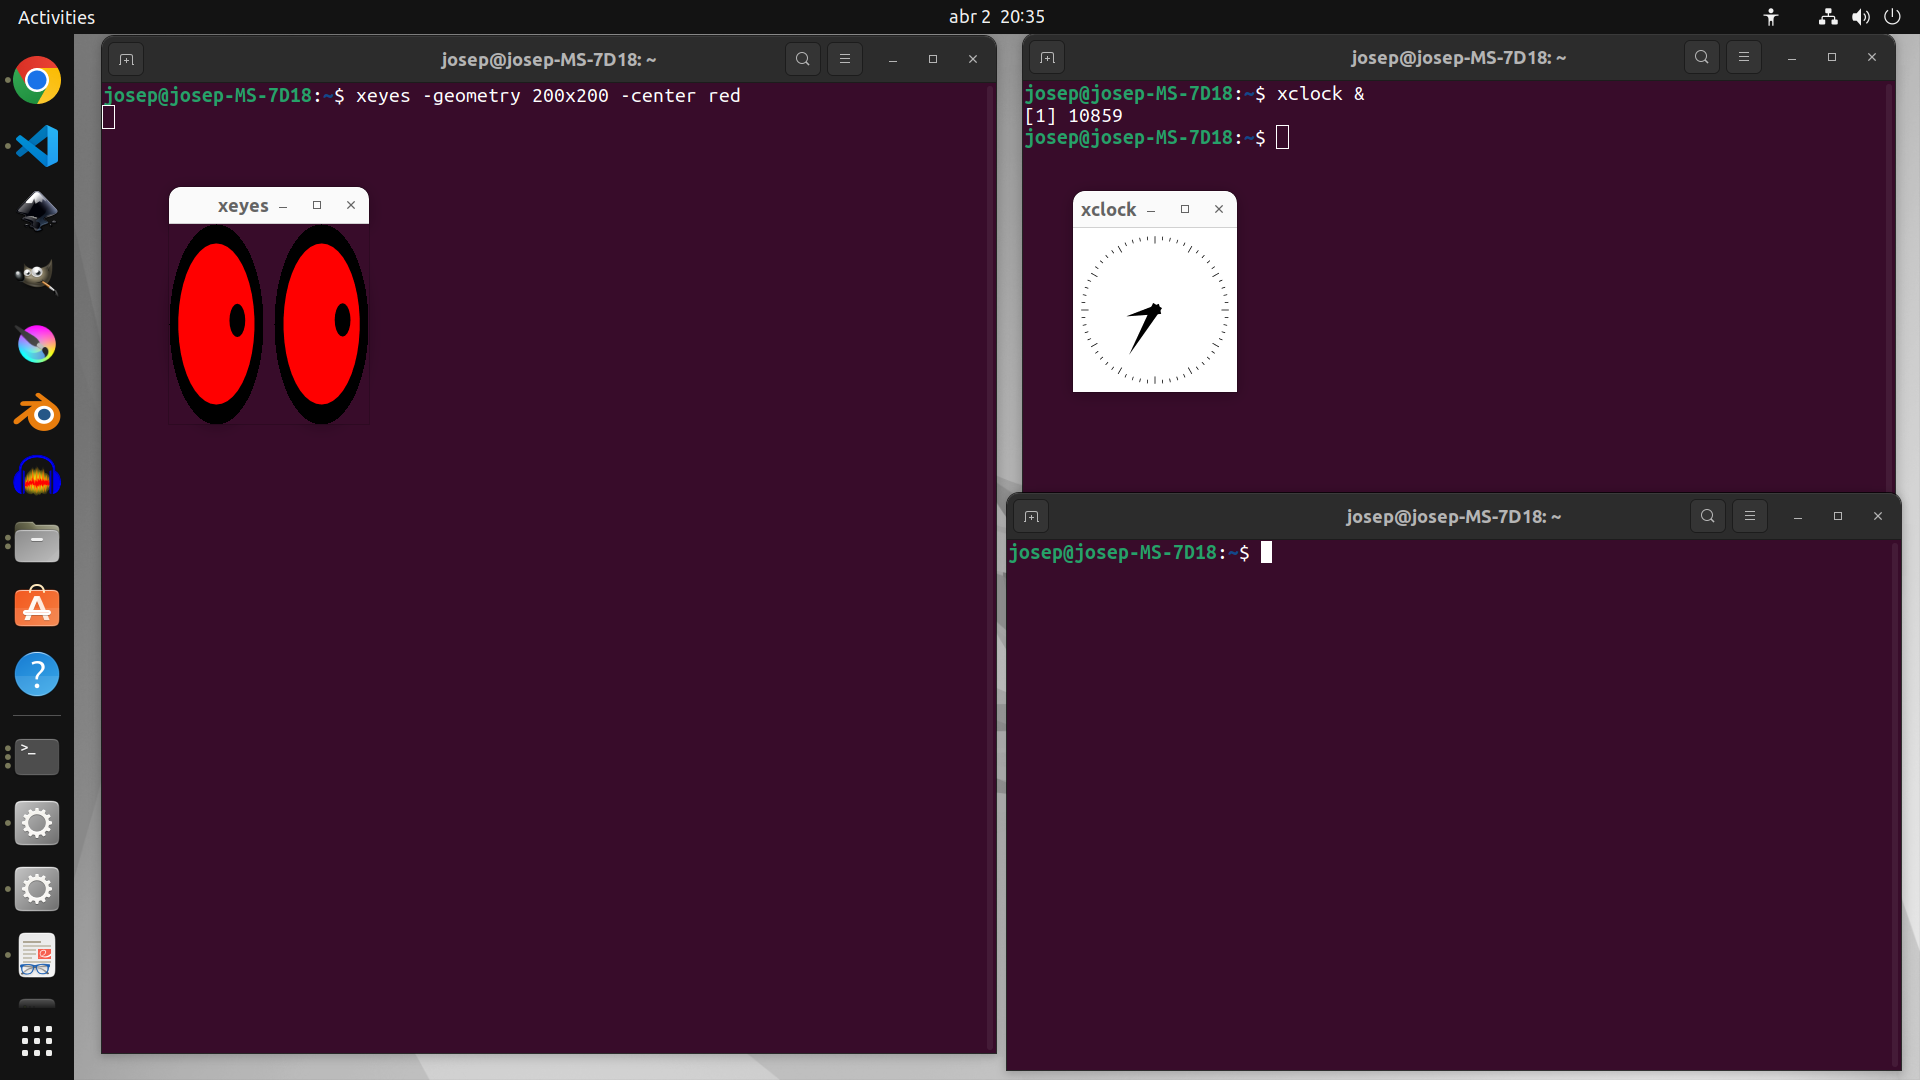 Activities
abr 2 20:35
josep@josep-MS-7D18: ~
josep@josep-MS-7D18:~$ xeyes -geometry 200x200 -center red
xeyes
josep@josep-MS-7D18: ~
josep@josep-MS-7D18:~$ xclock &
[1] 10859
josep@josep-MS-7D18:~$
xclock
josep@josep-MS-7D18: ~
josep@josep-MS-7D18:~$